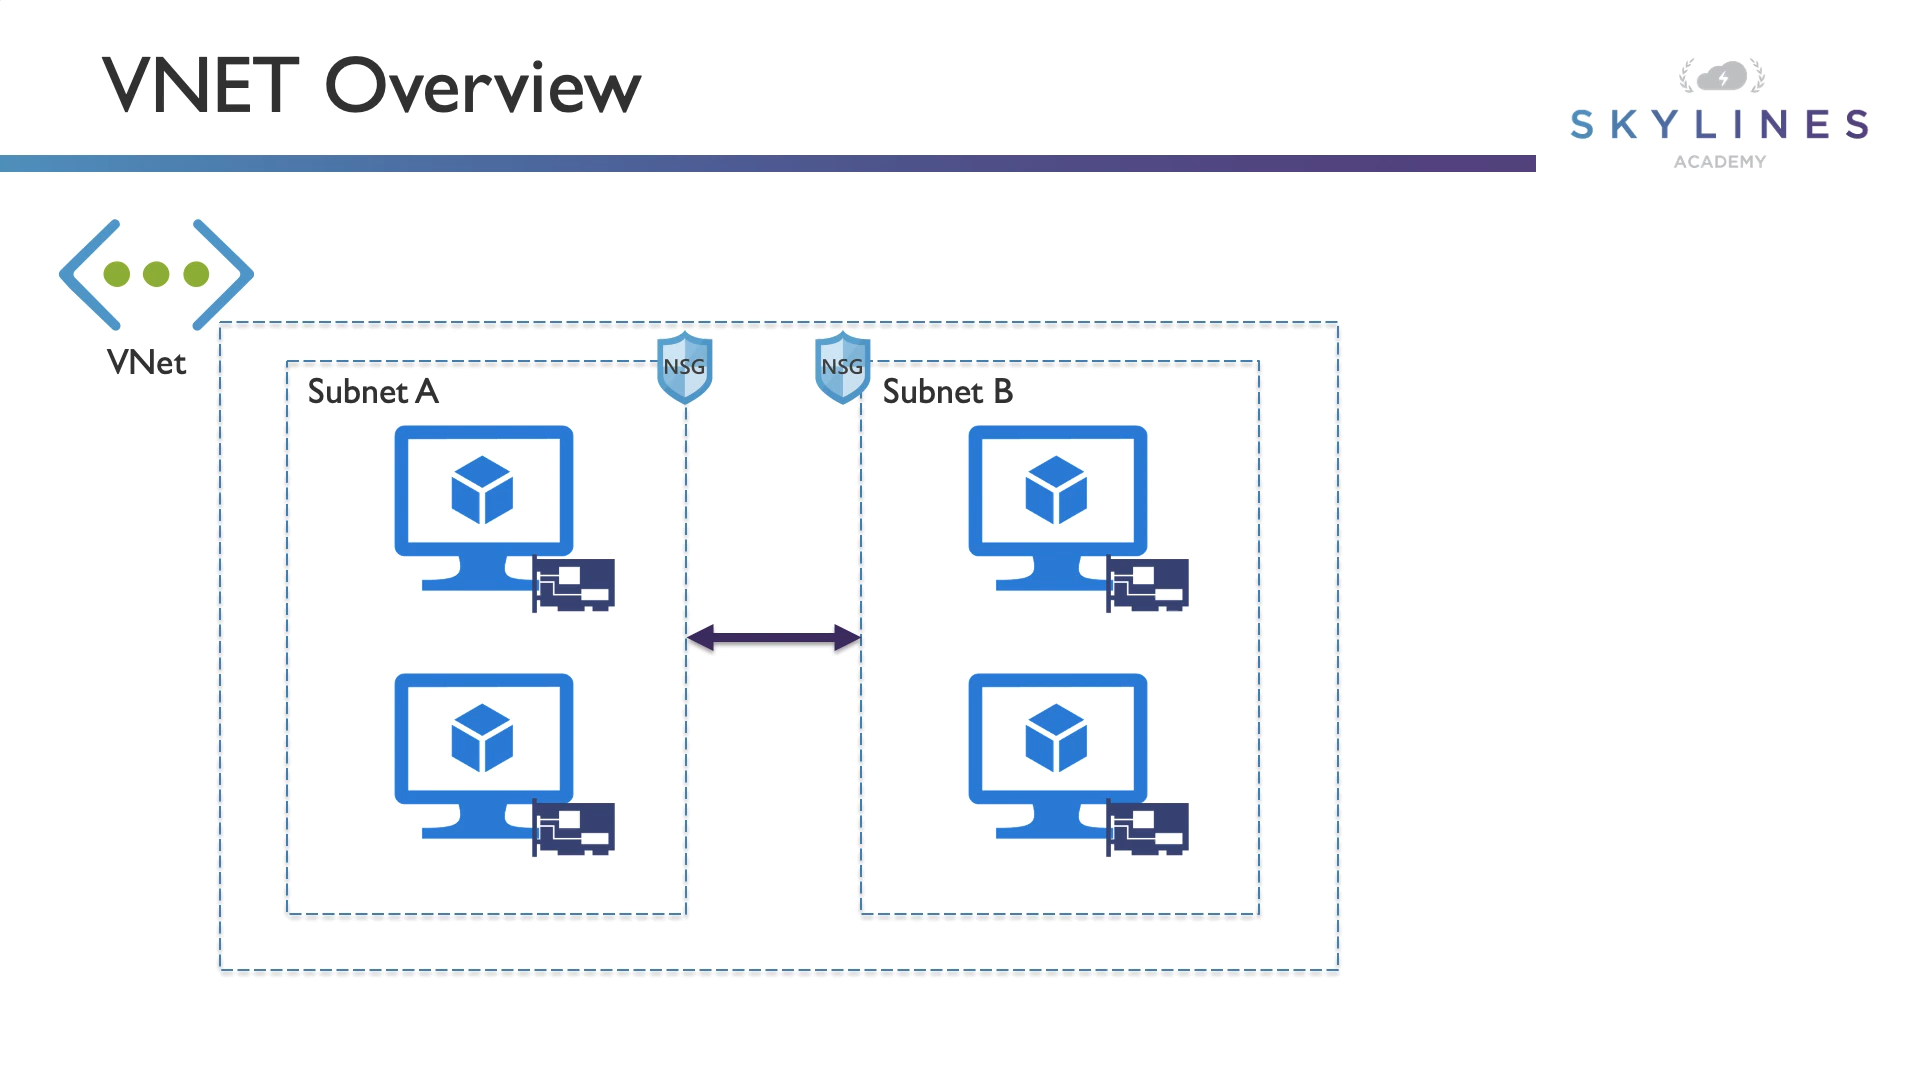 VNET Overview
SKYLINES
ACADEMY
VNet
NSG
NSG
Subnet A
Subnet B